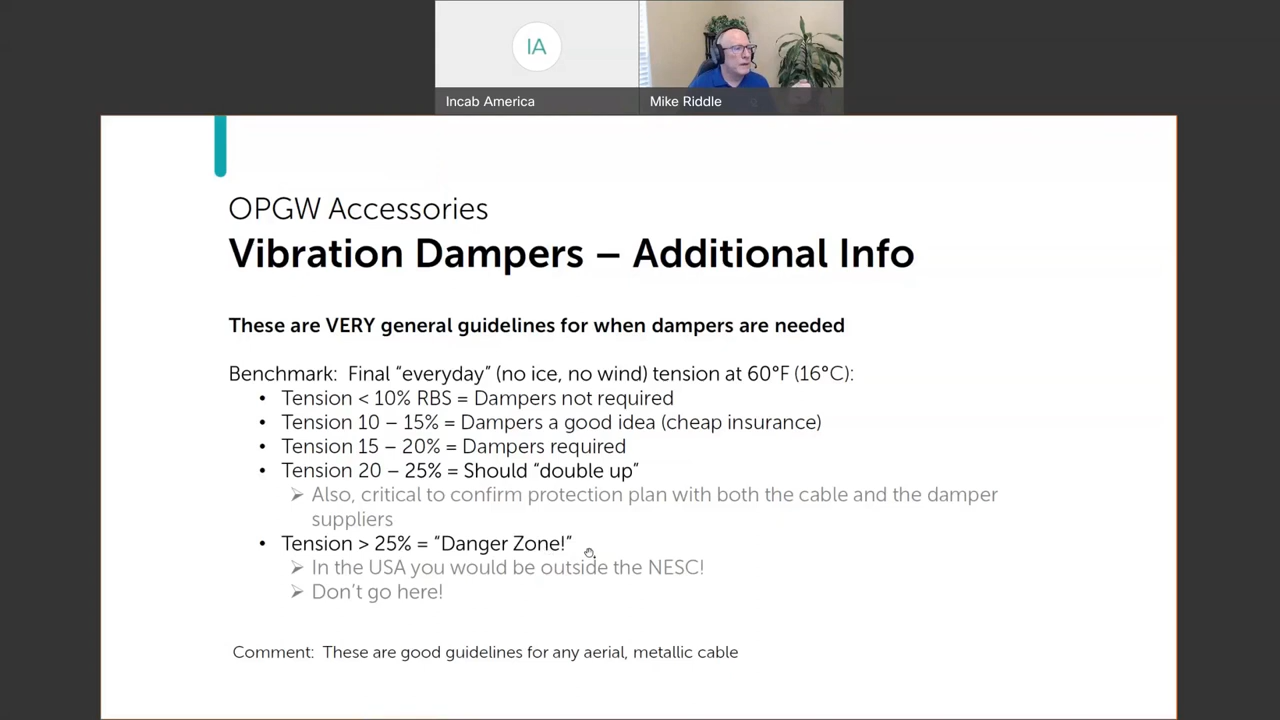 IA
Incab America
Mike Riddle
OPGW Accessories
Vibration Dampers – Additional Info
These are VERY general guidelines for when dampers are needed
Benchmark:  Final “everyday” (no ice, no wind) tension at 60°F (16°C):
• Tension < 10% RBS = Dampers not required
• Tension 10 – 15% = Dampers a good idea (cheap insurance)
• Tension 15 – 20% = Dampers required
• Tension 20 – 25% = Should “double up”
➢ Also, critical to confirm protection plan with both the cable and the damper
suppliers
• Tension > 25% = ”Danger Zone!”
➢ In the USA you would be outside the NESC!
➢ Don’t go here!
Comment:  These are good guidelines for any aerial, metallic cable